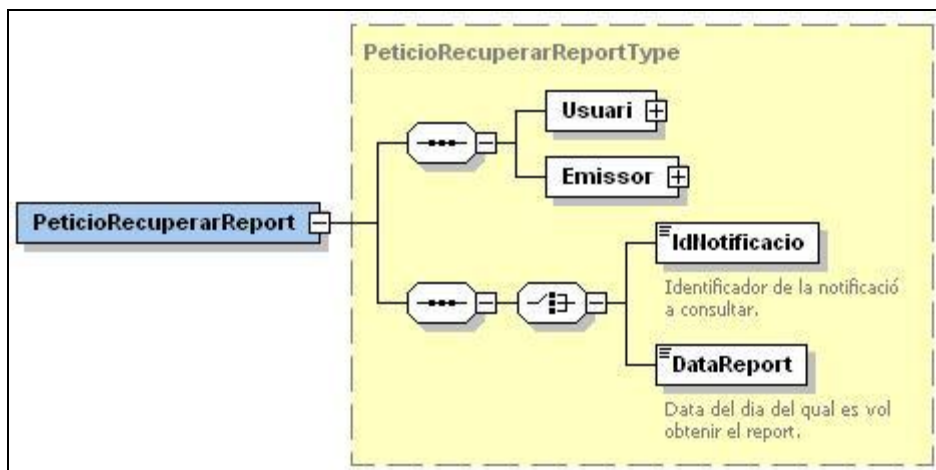 PeticioRecuperarReportType
Usuari
Emissor
PeticioRecuperarReport
IdNotificacio
Identificador de la notificació
a consultar.
DataReport
Data del dia del qual es vol
obtenir el report.